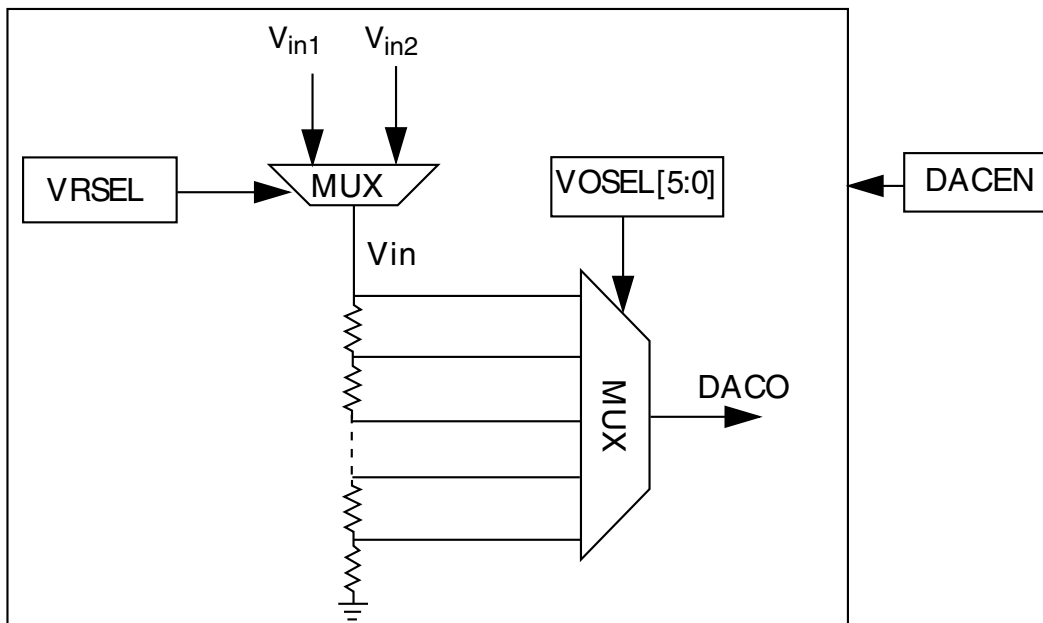 Vin1 Vin2
VRSEL
MUX
VOSEL[5:0]
DACEN
Vin
MUX
DACO